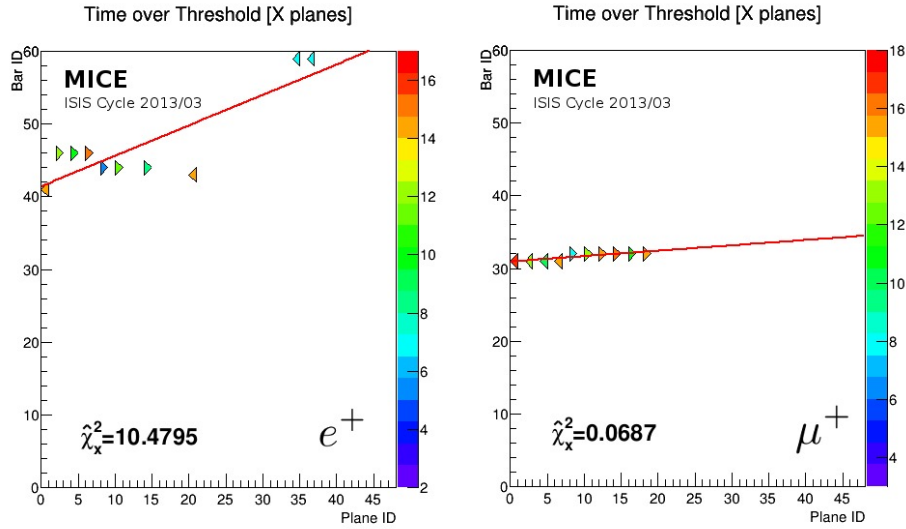 Time over Threshold [X planes]
Bar ID
60
50
40
30
20
10
0
MICE
ISIS Cycle 2013/03
χ̂²ₓ=10.4795
e⁺
0 5 10 15 20 25 30 35 40 45
Plane ID
16
14
12
10
8
6
4
2
Time over Threshold [X planes]
Bar ID
60
50
40
30
20
10
0
MICE
ISIS Cycle 2013/03
χ̂²ₓ=0.0687
μ⁺
0 5 10 15 20 25 30 35 40 45
Plane ID
18
16
14
12
10
8
6
4